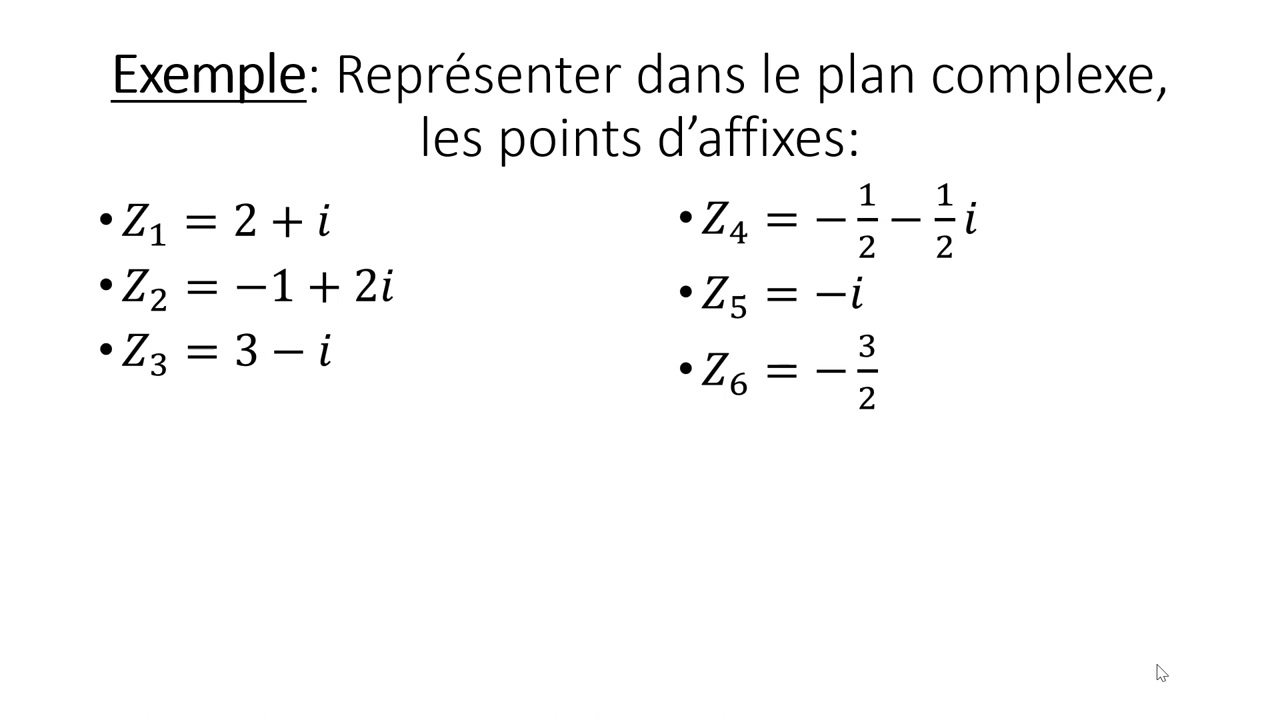 Exemple: Représenter dans le plan complexe,
les points d’affixes:
• Z₁ = 2 + i
• Z₂ = −1 + 2i
• Z₃ = 3 − i
• Z₄ = −1/2 − 1/2 i
• Z₅ = −i
• Z₆ = −3/2